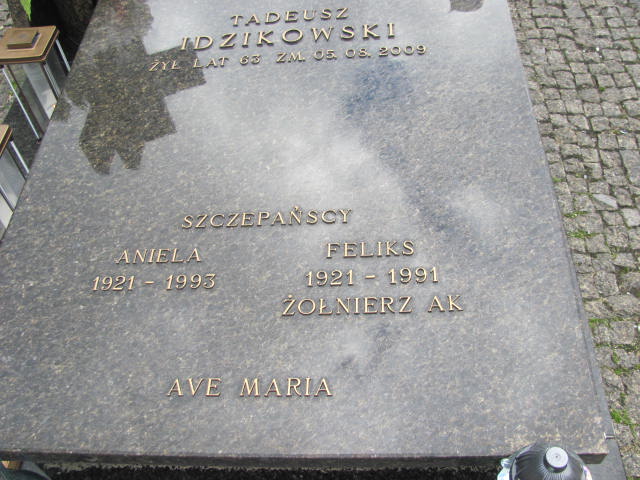 TADEUSZ
IDZIKOWSKI
ŻYŁ LAT 63 ZM. 05. 08. 2009
SZCZEPAŃSCY
ANIELA
1921 - 1993
FELIKS
1921 - 1991
ŻOŁNIERZ AK
AVE MARIA